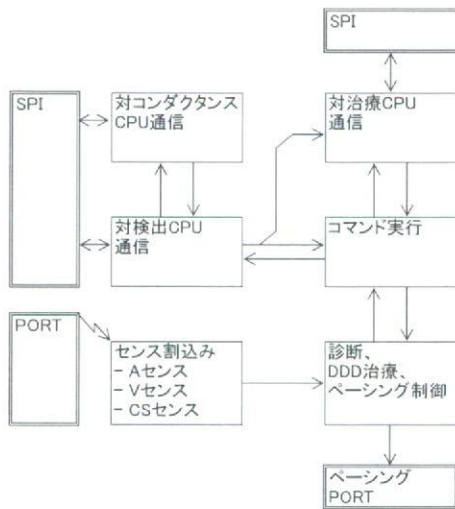 SPI
SPI
対コンダクタンス
CPU通信
対治療CPU
通信
対検出CPU
通信
コマンド実行
PORT
センス割込み
- Aセンス
- Vセンス
- CSセンス
診断、
DDD治療、
ペーシング制御
ペーシング
PORT